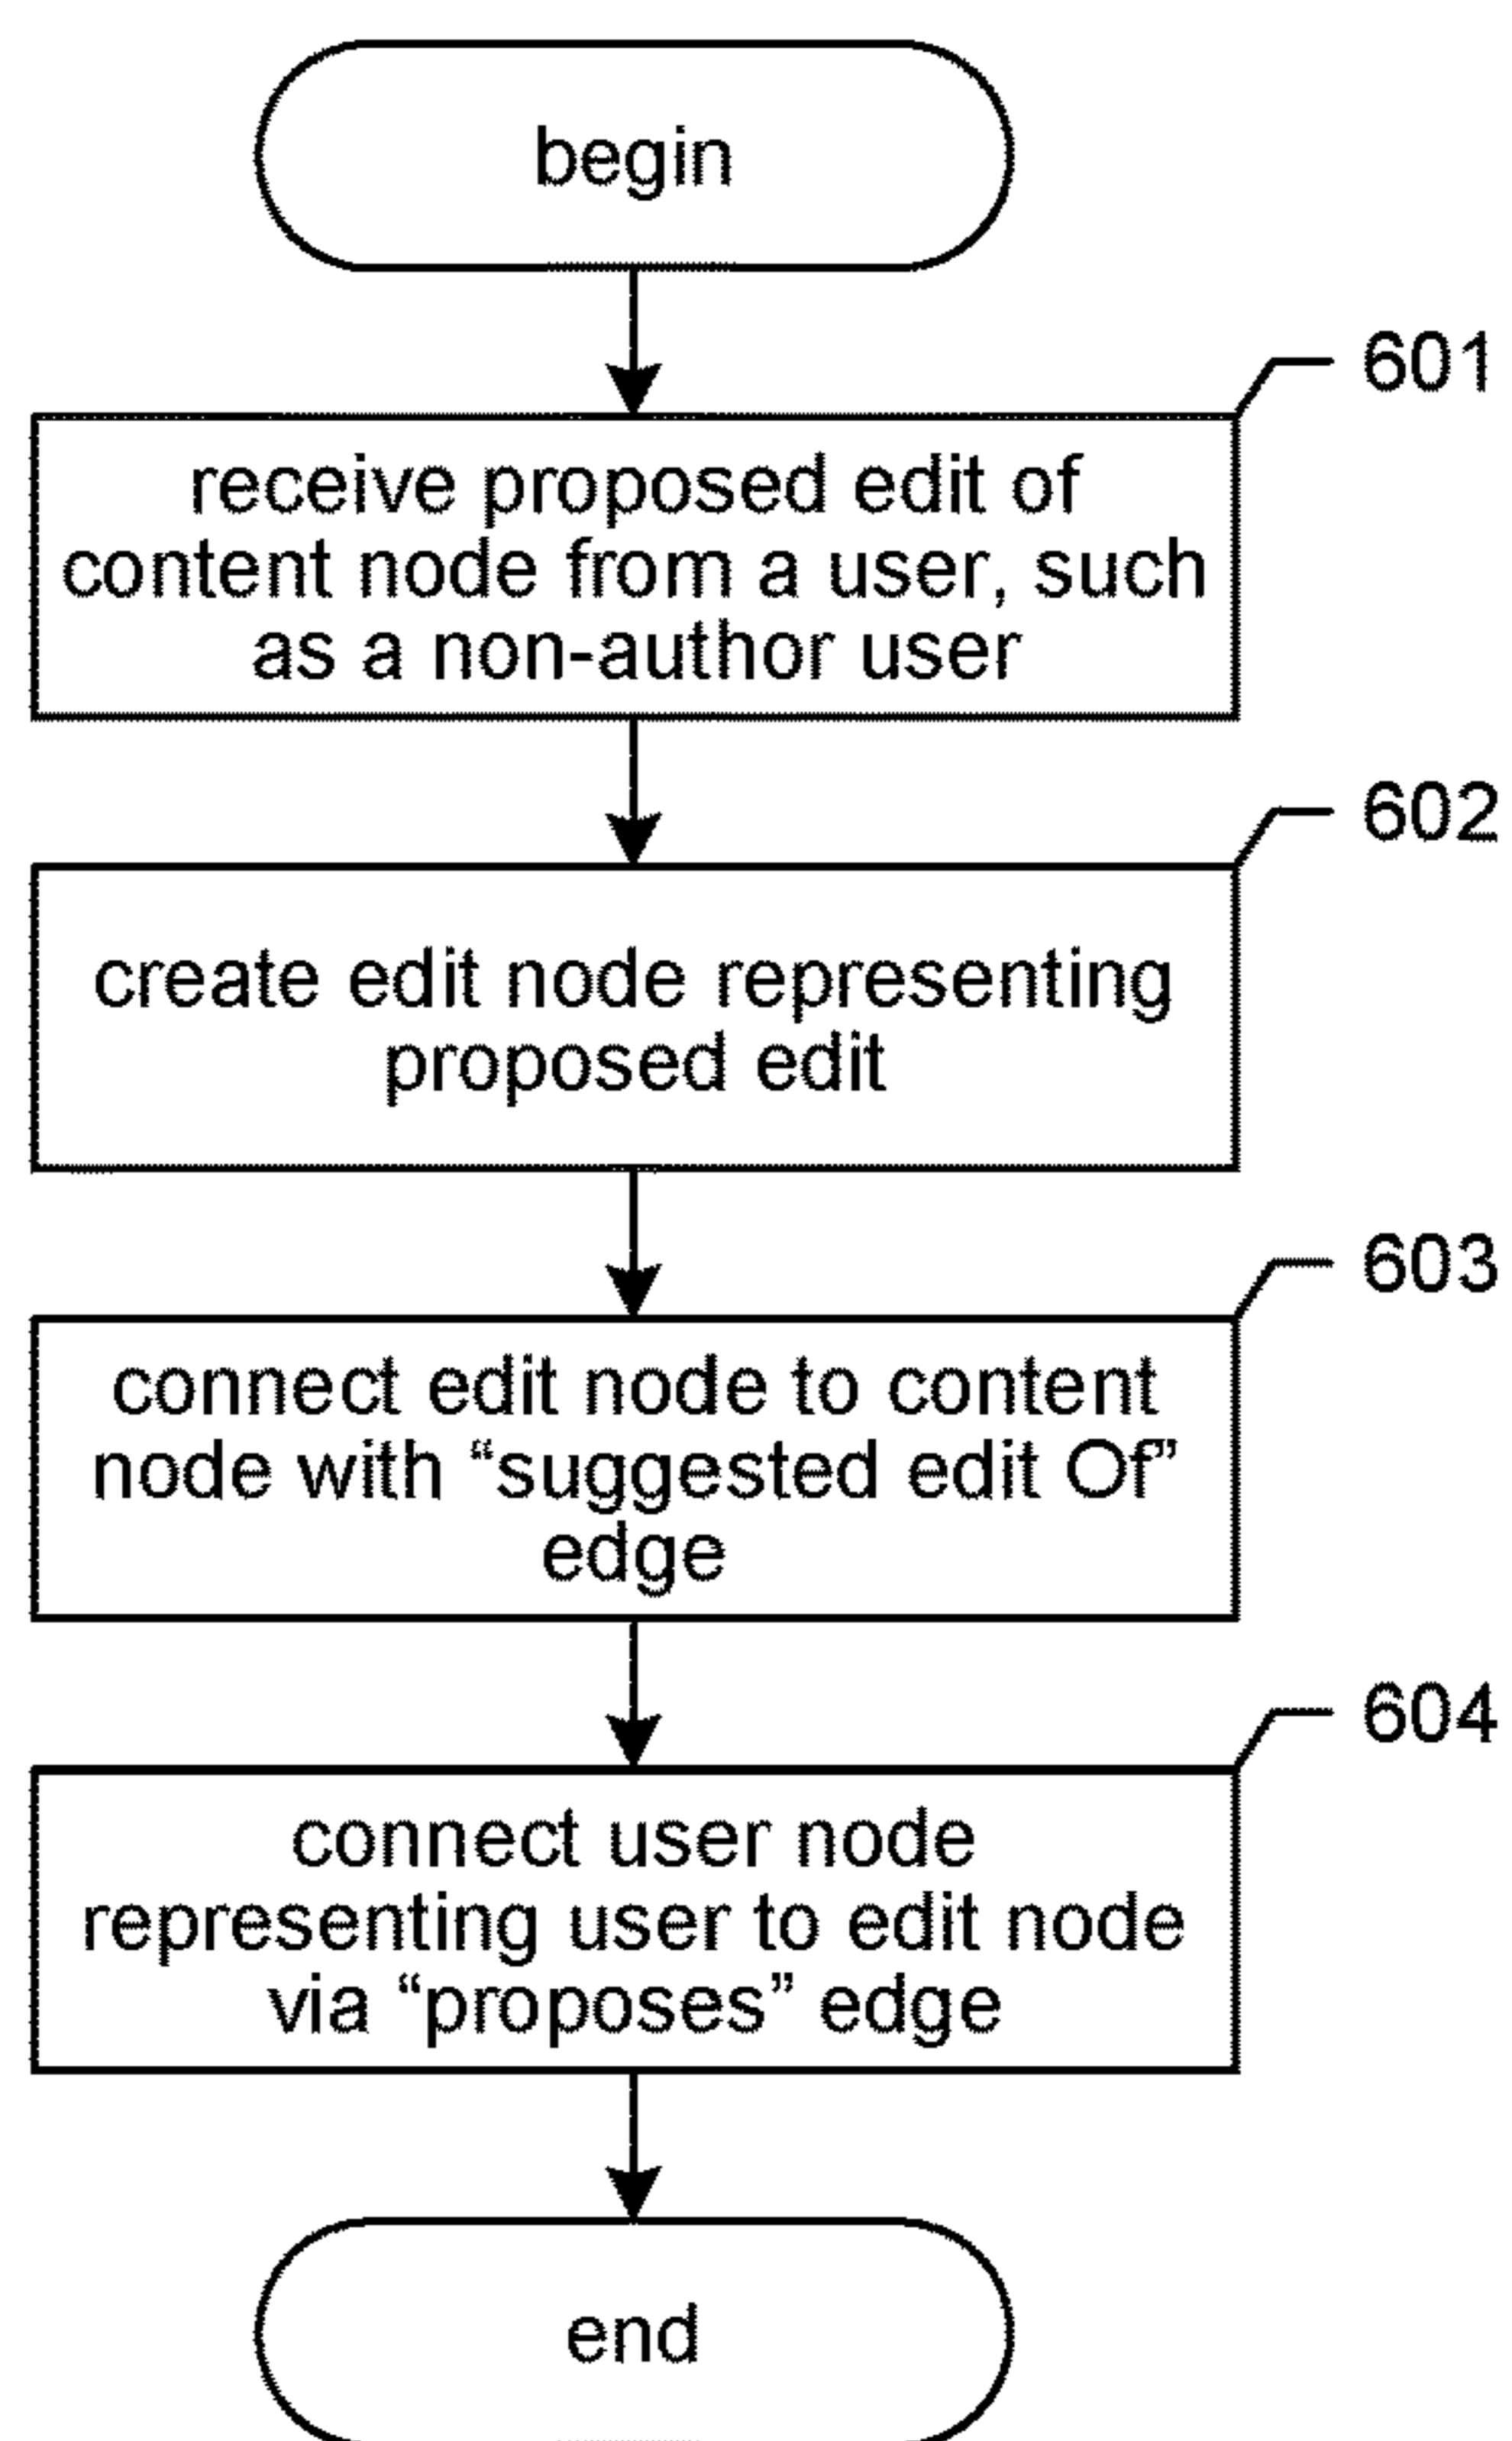 begin
601
receive proposed edit of
content node from a user, such
as a non-author user
602
create edit node representing
proposed edit
603
connect edit node to content
node with “suggested edit Of”
edge
604
connect user node
representing user to edit node
via “proposes” edge
end